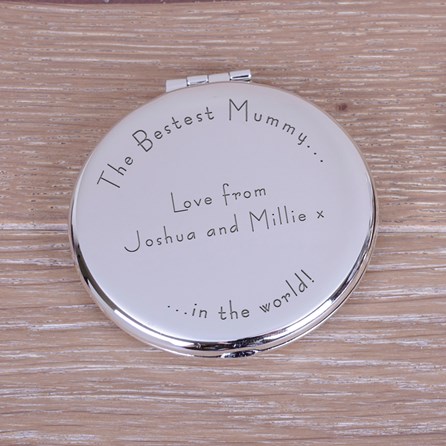 The Bestest Mummy...
Love from
Joshua and Millie x
...in the world!